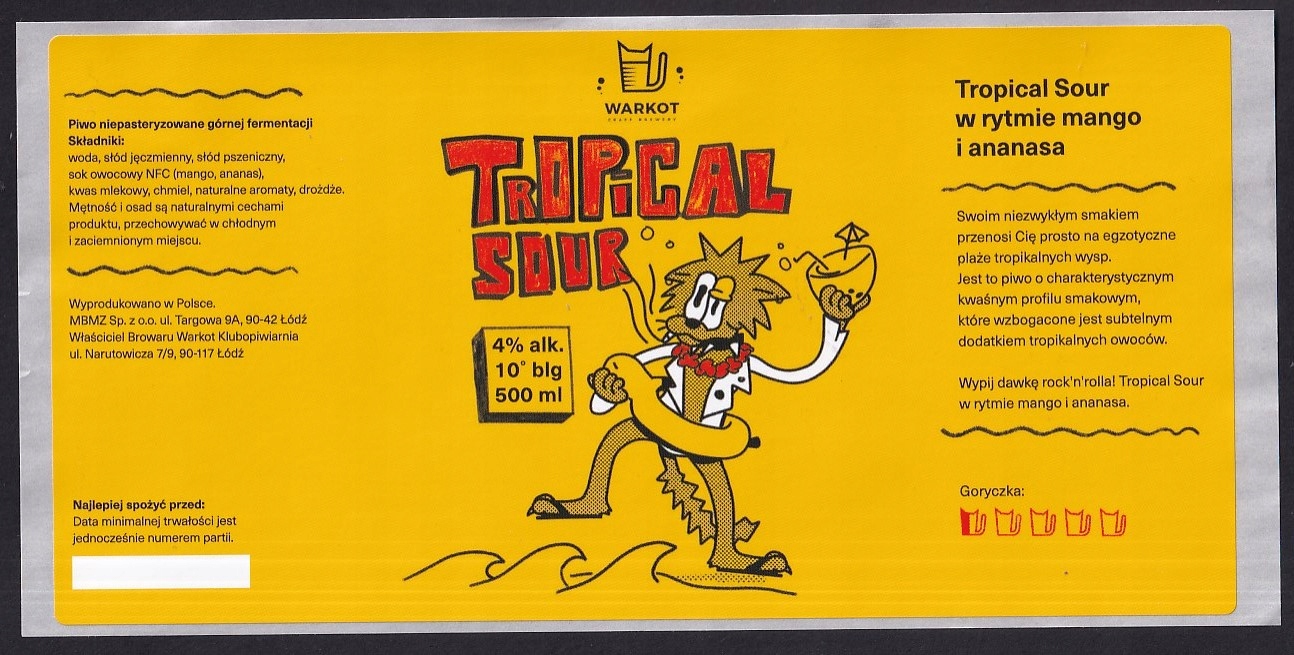 Piwo niepasteryzowane górnej fermentacji
Składniki:
woda, słód jęczmienny, słód pszeniczny,
sok owocowy NFC (mango, ananas),
kwas mlekowy, chmiel, naturalne aromaty, drożdże.
Mętność i osad są naturalnymi cechami
produktu, przechowywać w chłodnym
i zaciemnionym miejscu.
Wyprodukowano w Polsce.
MBMZ Sp. z o.o. ul. Targowa 9A, 90-42 Łódź
Właściciel Browaru Warkot Klubopiwiarnia
ul. Narutowicza 7/9, 90-117 Łódź
Najlepiej spożyć przed:
Data minimalnej trwałości jest
jednocześnie numerem partii.
WARKOT
CRAFT BREWERY
TROPiCAL
SOUR
4% alk.
10° blg
500 ml
Tropical Sour
w rytmie mango
i ananasa
Swoim niezwykłym smakiem
przenosi Cię prosto na egzotyczne
plaże tropikalnych wysp.
Jest to piwo o charakterystycznym
kwaśnym profilu smakowym,
które wzbogacone jest subtelnym
dodatkiem tropikalnych owoców.
Wypij dawkę rock'n'rolla! Tropical Sour
w rytmie mango i ananasa.
Goryczka: